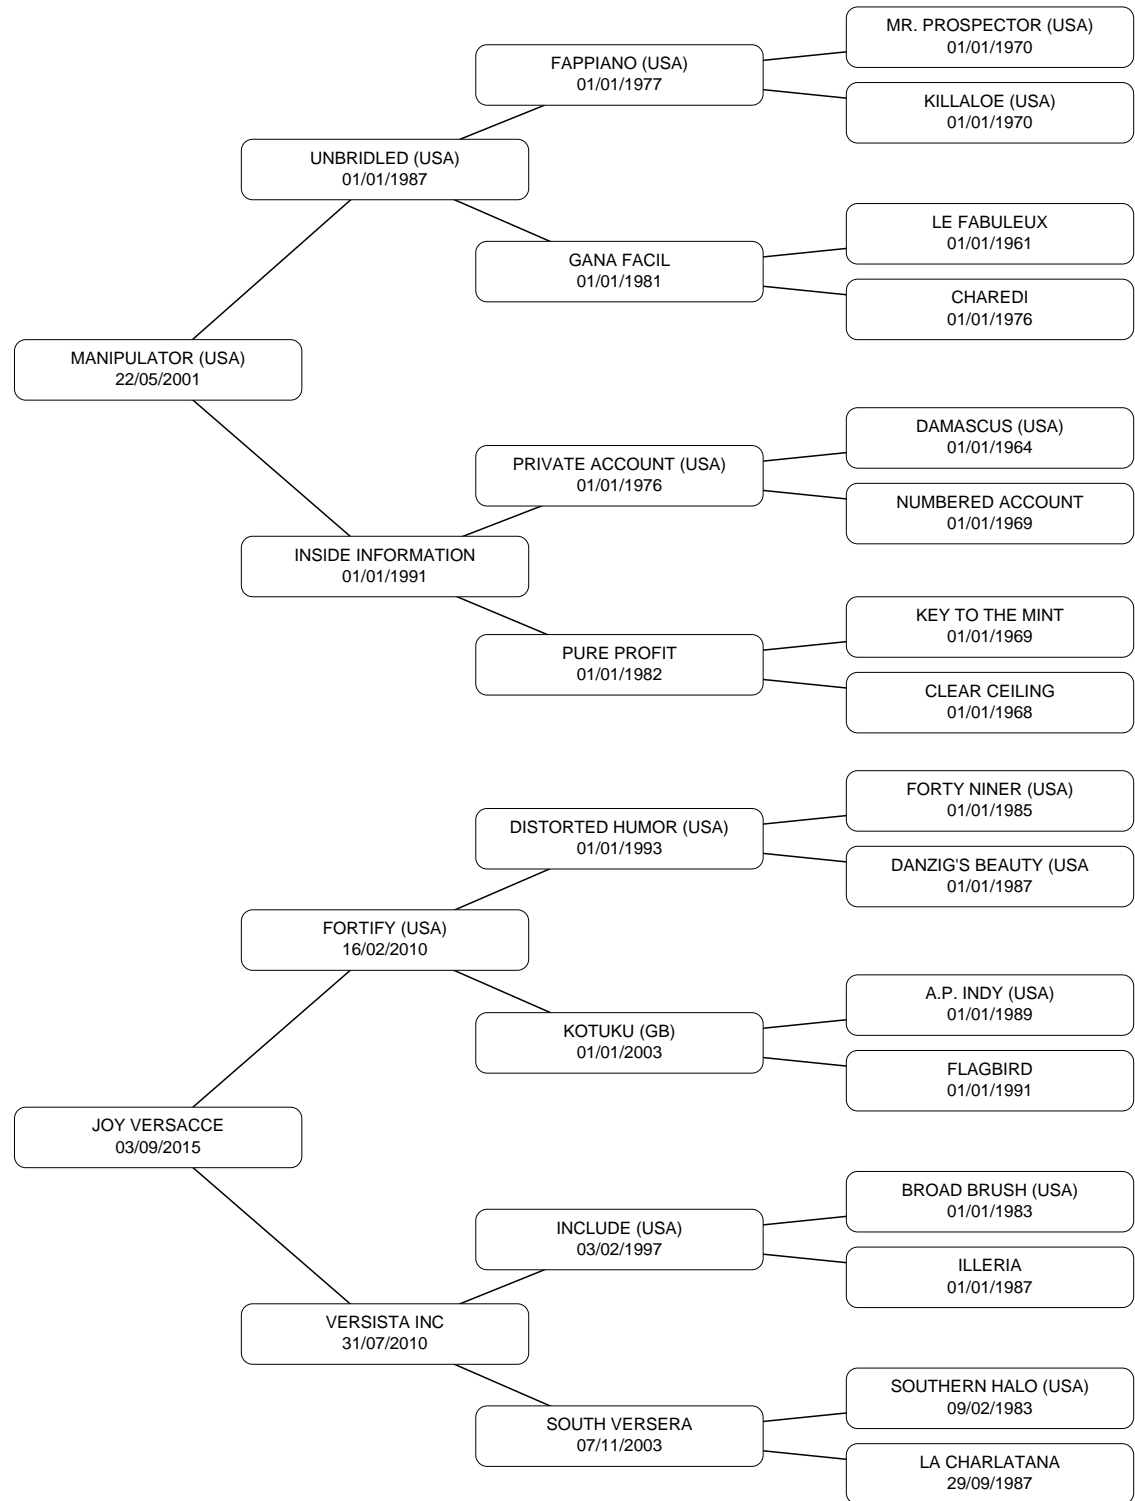 MR. PROSPECTOR (USA)
01/01/1970
FAPPIANO (USA)
01/01/1977
KILLALOE (USA)
01/01/1970
UNBRIDLED (USA)
01/01/1987
LE FABULEUX
01/01/1961
GANA FACIL
01/01/1981
CHAREDI
01/01/1976
MANIPULATOR (USA)
22/05/2001
DAMASCUS (USA)
01/01/1964
PRIVATE ACCOUNT (USA)
01/01/1976
NUMBERED ACCOUNT
01/01/1969
INSIDE INFORMATION
01/01/1991
KEY TO THE MINT
01/01/1969
PURE PROFIT
01/01/1982
CLEAR CEILING
01/01/1968
FORTY NINER (USA)
01/01/1985
DISTORTED HUMOR (USA)
01/01/1993
DANZIG'S BEAUTY (USA
01/01/1987
FORTIFY (USA)
16/02/2010
A.P. INDY (USA)
01/01/1989
KOTUKU (GB)
01/01/2003
FLAGBIRD
01/01/1991
JOY VERSACCE
03/09/2015
BROAD BRUSH (USA)
01/01/1983
INCLUDE (USA)
03/02/1997
ILLERIA
01/01/1987
VERSISTA INC
31/07/2010
SOUTHERN HALO (USA)
09/02/1983
SOUTH VERSERA
07/11/2003
LA CHARLATANA
29/09/1987